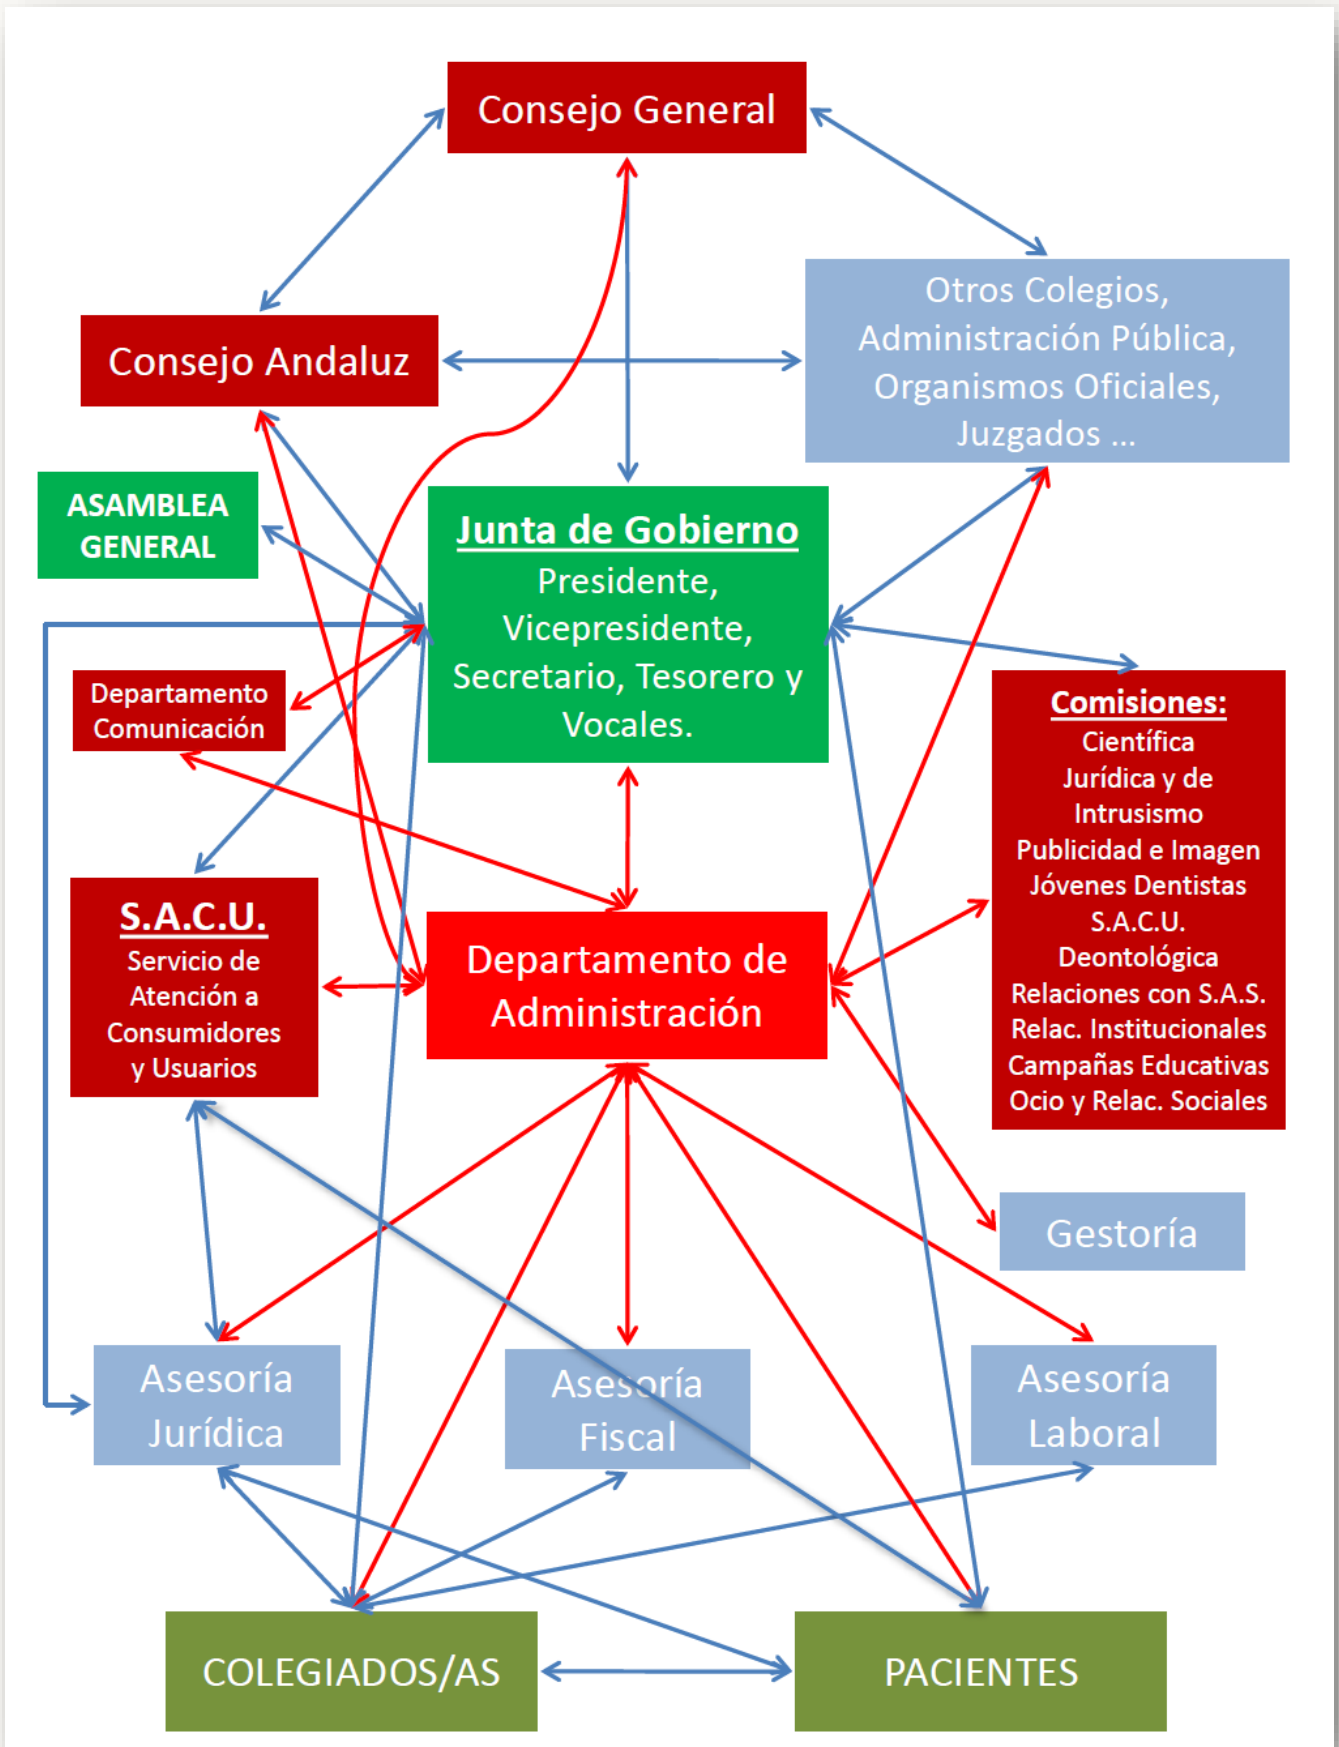 Consejo General
Otros Colegios,
Administración Pública,
Organismos Oficiales,
Juzgados ...
Consejo Andaluz
ASAMBLEA
GENERAL
Junta de Gobierno
Presidente,
Vicepresidente,
Secretario, Tesorero y
Vocales.
Departamento
Comunicación
Comisiones:
Científica
Jurídica y de
Intrusismo
Publicidad e Imagen
Jóvenes Dentistas
S.A.C.U.
Deontológica
Relaciones con S.A.S.
Relac. Institucionales
Campañas Educativas
Ocio y Relac. Sociales
S.A.C.U.
Servicio de
Atención a
Consumidores
y Usuarios
Departamento de
Administración
Gestoría
Asesoría
Jurídica
Asesoría
Fiscal
Asesoría
Laboral
COLEGIADOS/AS
PACIENTES